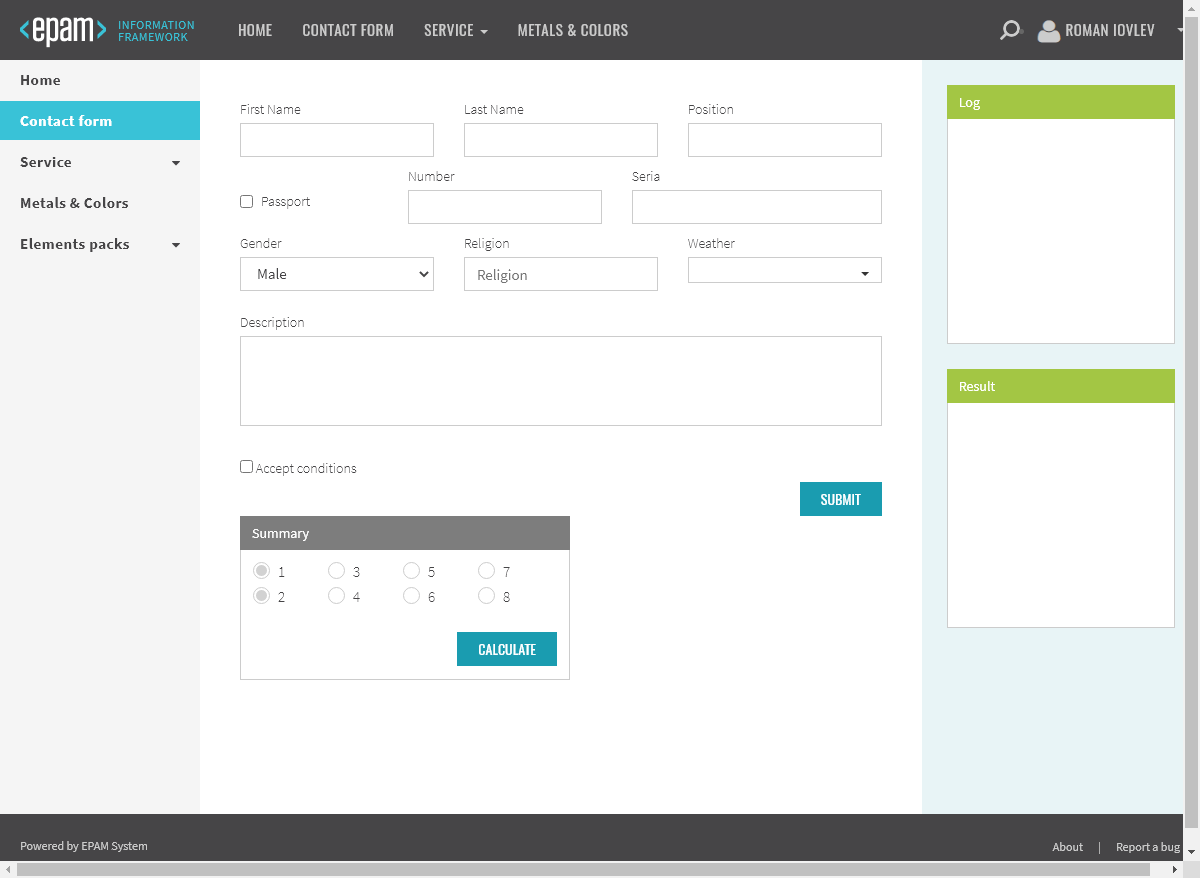 <epam> INFORMATION FRAMEWORK
HOME CONTACT FORM SERVICE METALS & COLORS ROMAN IOVLEV
Home
Contact form
Service
Metals & Colors
Elements packs
First Name Last Name Position
Passport Number Seria
Gender Religion Weather
Male Religion
Description
Accept conditions
SUBMIT
Summary
1 3 5 7
2 4 6 8
CALCULATE
Log
Result
Powered by EPAM System About | Report a bug